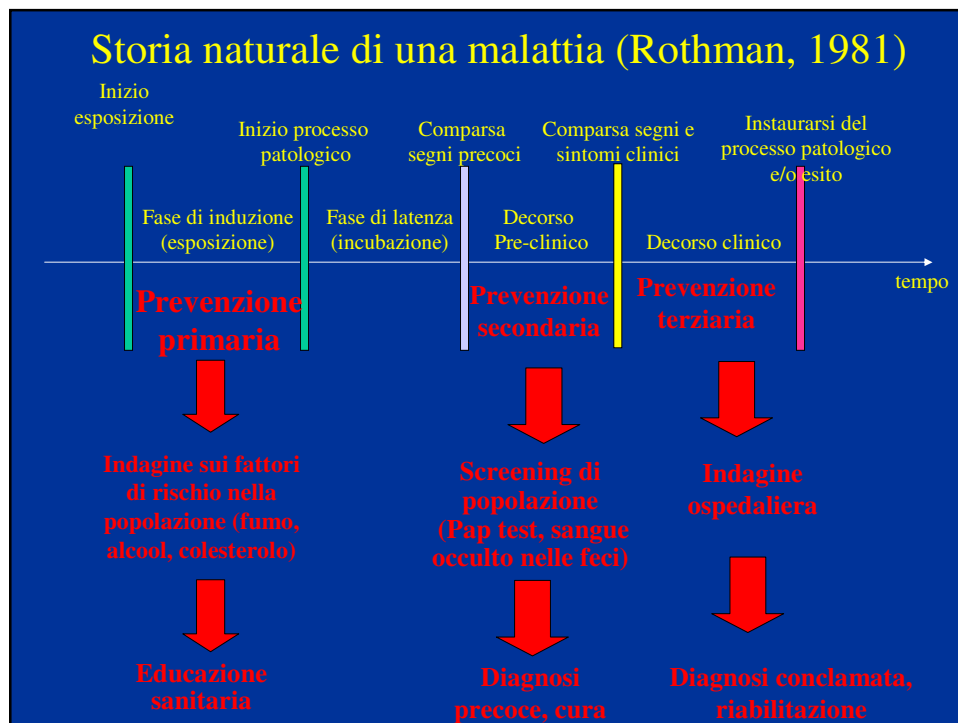 Storia naturale di una malattia (Rothman, 1981)
Inizio
esposizione
Inizio processo
patologico
Comparsa
segni precoci
Comparsa segni e
sintomi clinici
Instaurarsi del
processo patologico
e/o esito
Fase di induzione
(esposizione)
Fase di latenza
(incubazione)
Decorso
Pre-clinico
Decorso clinico
tempo
Prevenzione
primaria
Prevenzione
secondaria
Prevenzione
terziaria
Indagine sui fattori
di rischio nella
popolazione (fumo,
alcool, colesterolo)
Screening di
popolazione
(Pap test, sangue
occulto nelle feci)
Indagine
ospedaliera
Educazione
sanitaria
Diagnosi
precoce, cura
Diagnosi conclamata,
riabilitazione